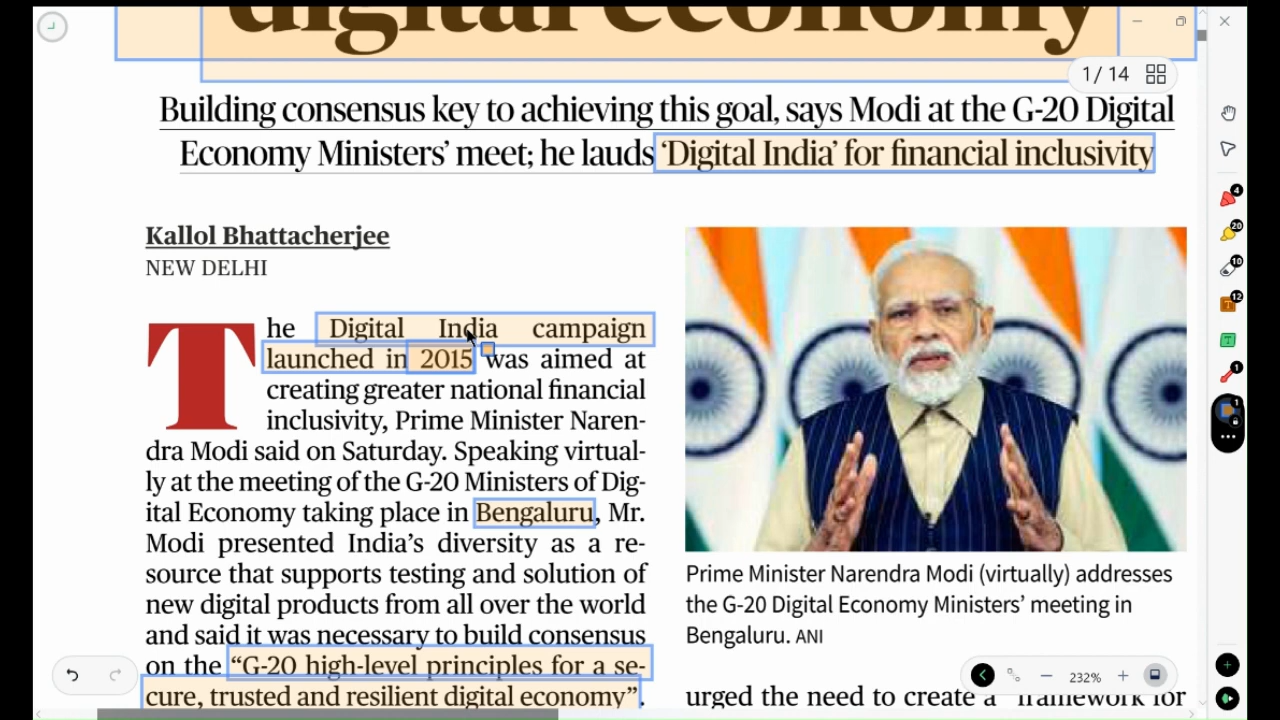 digital economy
1 / 14
Building consensus key to achieving this goal, says Modi at the G-20 Digital
Economy Ministers’ meet; he lauds ‘Digital India’ for financial inclusivity
Kallol Bhattacherjee
NEW DELHI
The Digital India campaign
launched in 2015 was aimed at
creating greater national financial
inclusivity, Prime Minister Naren-
dra Modi said on Saturday. Speaking virtual-
ly at the meeting of the G-20 Ministers of Dig-
ital Economy taking place in Bengaluru, Mr.
Modi presented India’s diversity as a re-
source that supports testing and solution of
new digital products from all over the world
and said it was necessary to build consensus
on the “G-20 high-level principles for a se-
cure, trusted and resilient digital economy”.
Prime Minister Narendra Modi (virtually) addresses
the G-20 Digital Economy Ministers’ meeting in
Bengaluru. ANI
urged the need to create a “framework for
232%
4
20
10
12
T
T
1
1